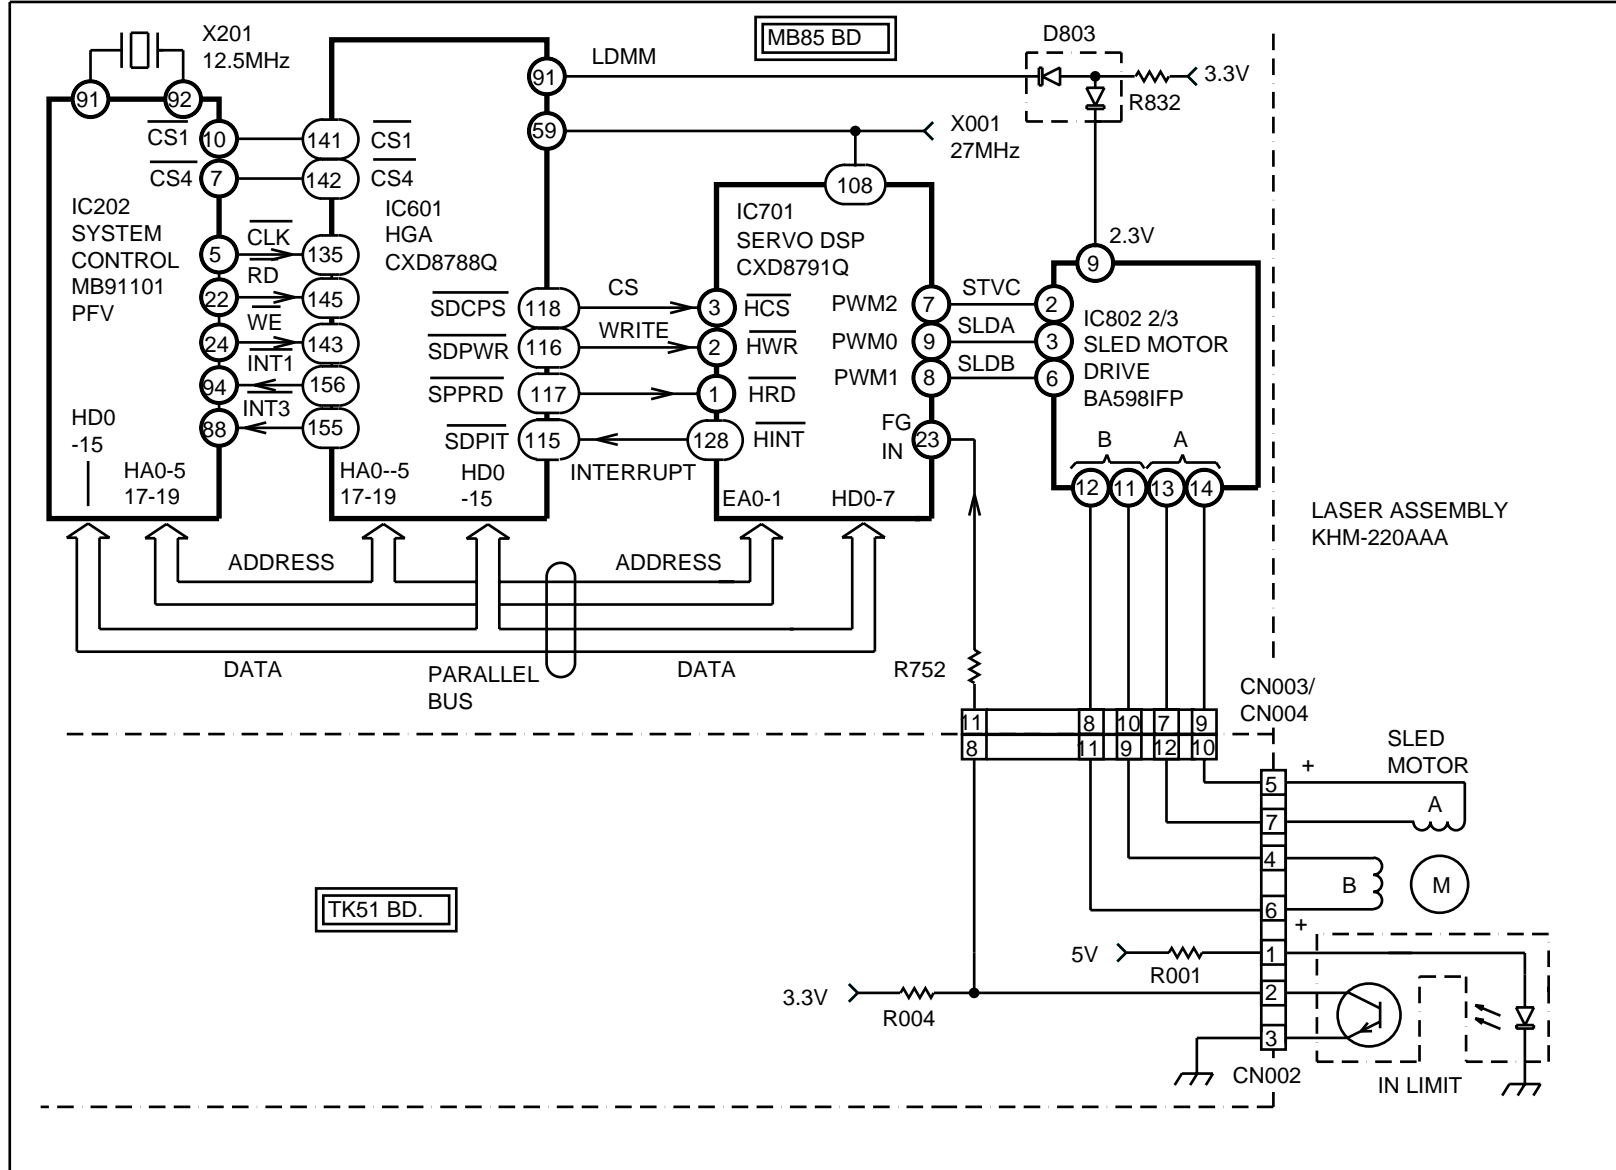 X201
12.5MHz
MB85 BD
D803
LDMM
3.3V
R832
91
92
91
59
X001
27MHz
CS1
10
141
CS1
CS4
7
142
CS4
108
IC202
SYSTEM
CONTROL
MB91101
PFV
IC601
HGA
CXD8788Q
IC701
SERVO DSP
CXD8791Q
2.3V
9
5
CLK
135
22
RD
145
24
WE
143
94
INT1
156
88
INT3
155
SDCPS
118
CS
3
HCS
SDPWR
116
WRITE
2
HWR
SPPRD
117
1
HRD
SDPIT
115
INTERRUPT
128
HINT
PWM2
7
STVC
2
PWM0
9
SLDA
3
PWM1
8
SLDB
6
IC802 2/3
SLED MOTOR
DRIVE
BA598IFP
FG
IN
23
B
A
12
11
13
14
HD0
-15
HA0-5
17-19
HA0--5
17-19
HD0
-15
EA0-1
HD0-7
LASER ASSEMBLY
KHM-220AAA
ADDRESS
ADDRESS
DATA
PARALLEL
BUS
DATA
R752
CN003/
CN004
11
8
10
7
9
8
11
9
12
10
SLED
MOTOR
+
5
A
7
4
B
M
6
+
TK51 BD.
5V
R001
1
3.3V
R004
2
3
CN002
IN LIMIT